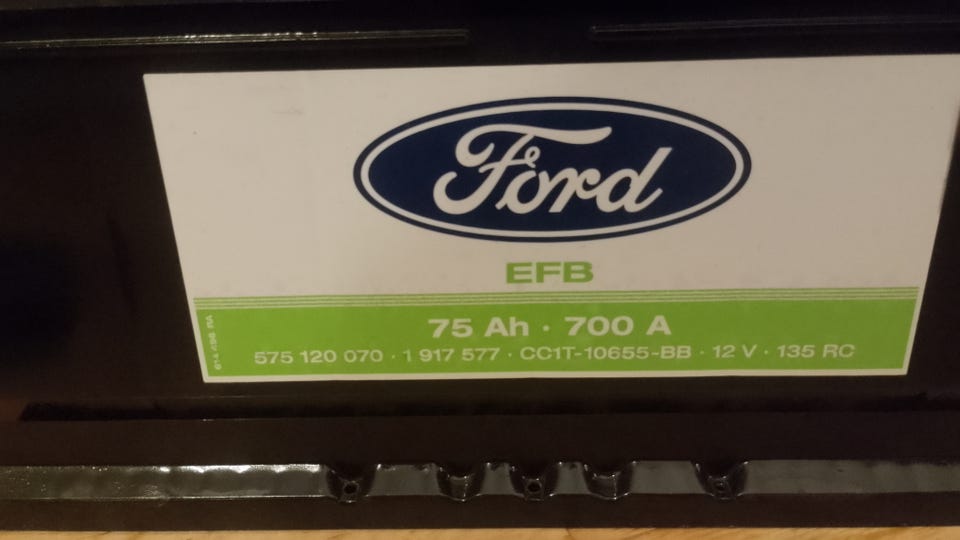 Ford
EFB
75 Ah · 700 A
575 120 070 · 1 917 577 · CC1T-10655-BB · 12 V · 135 RC